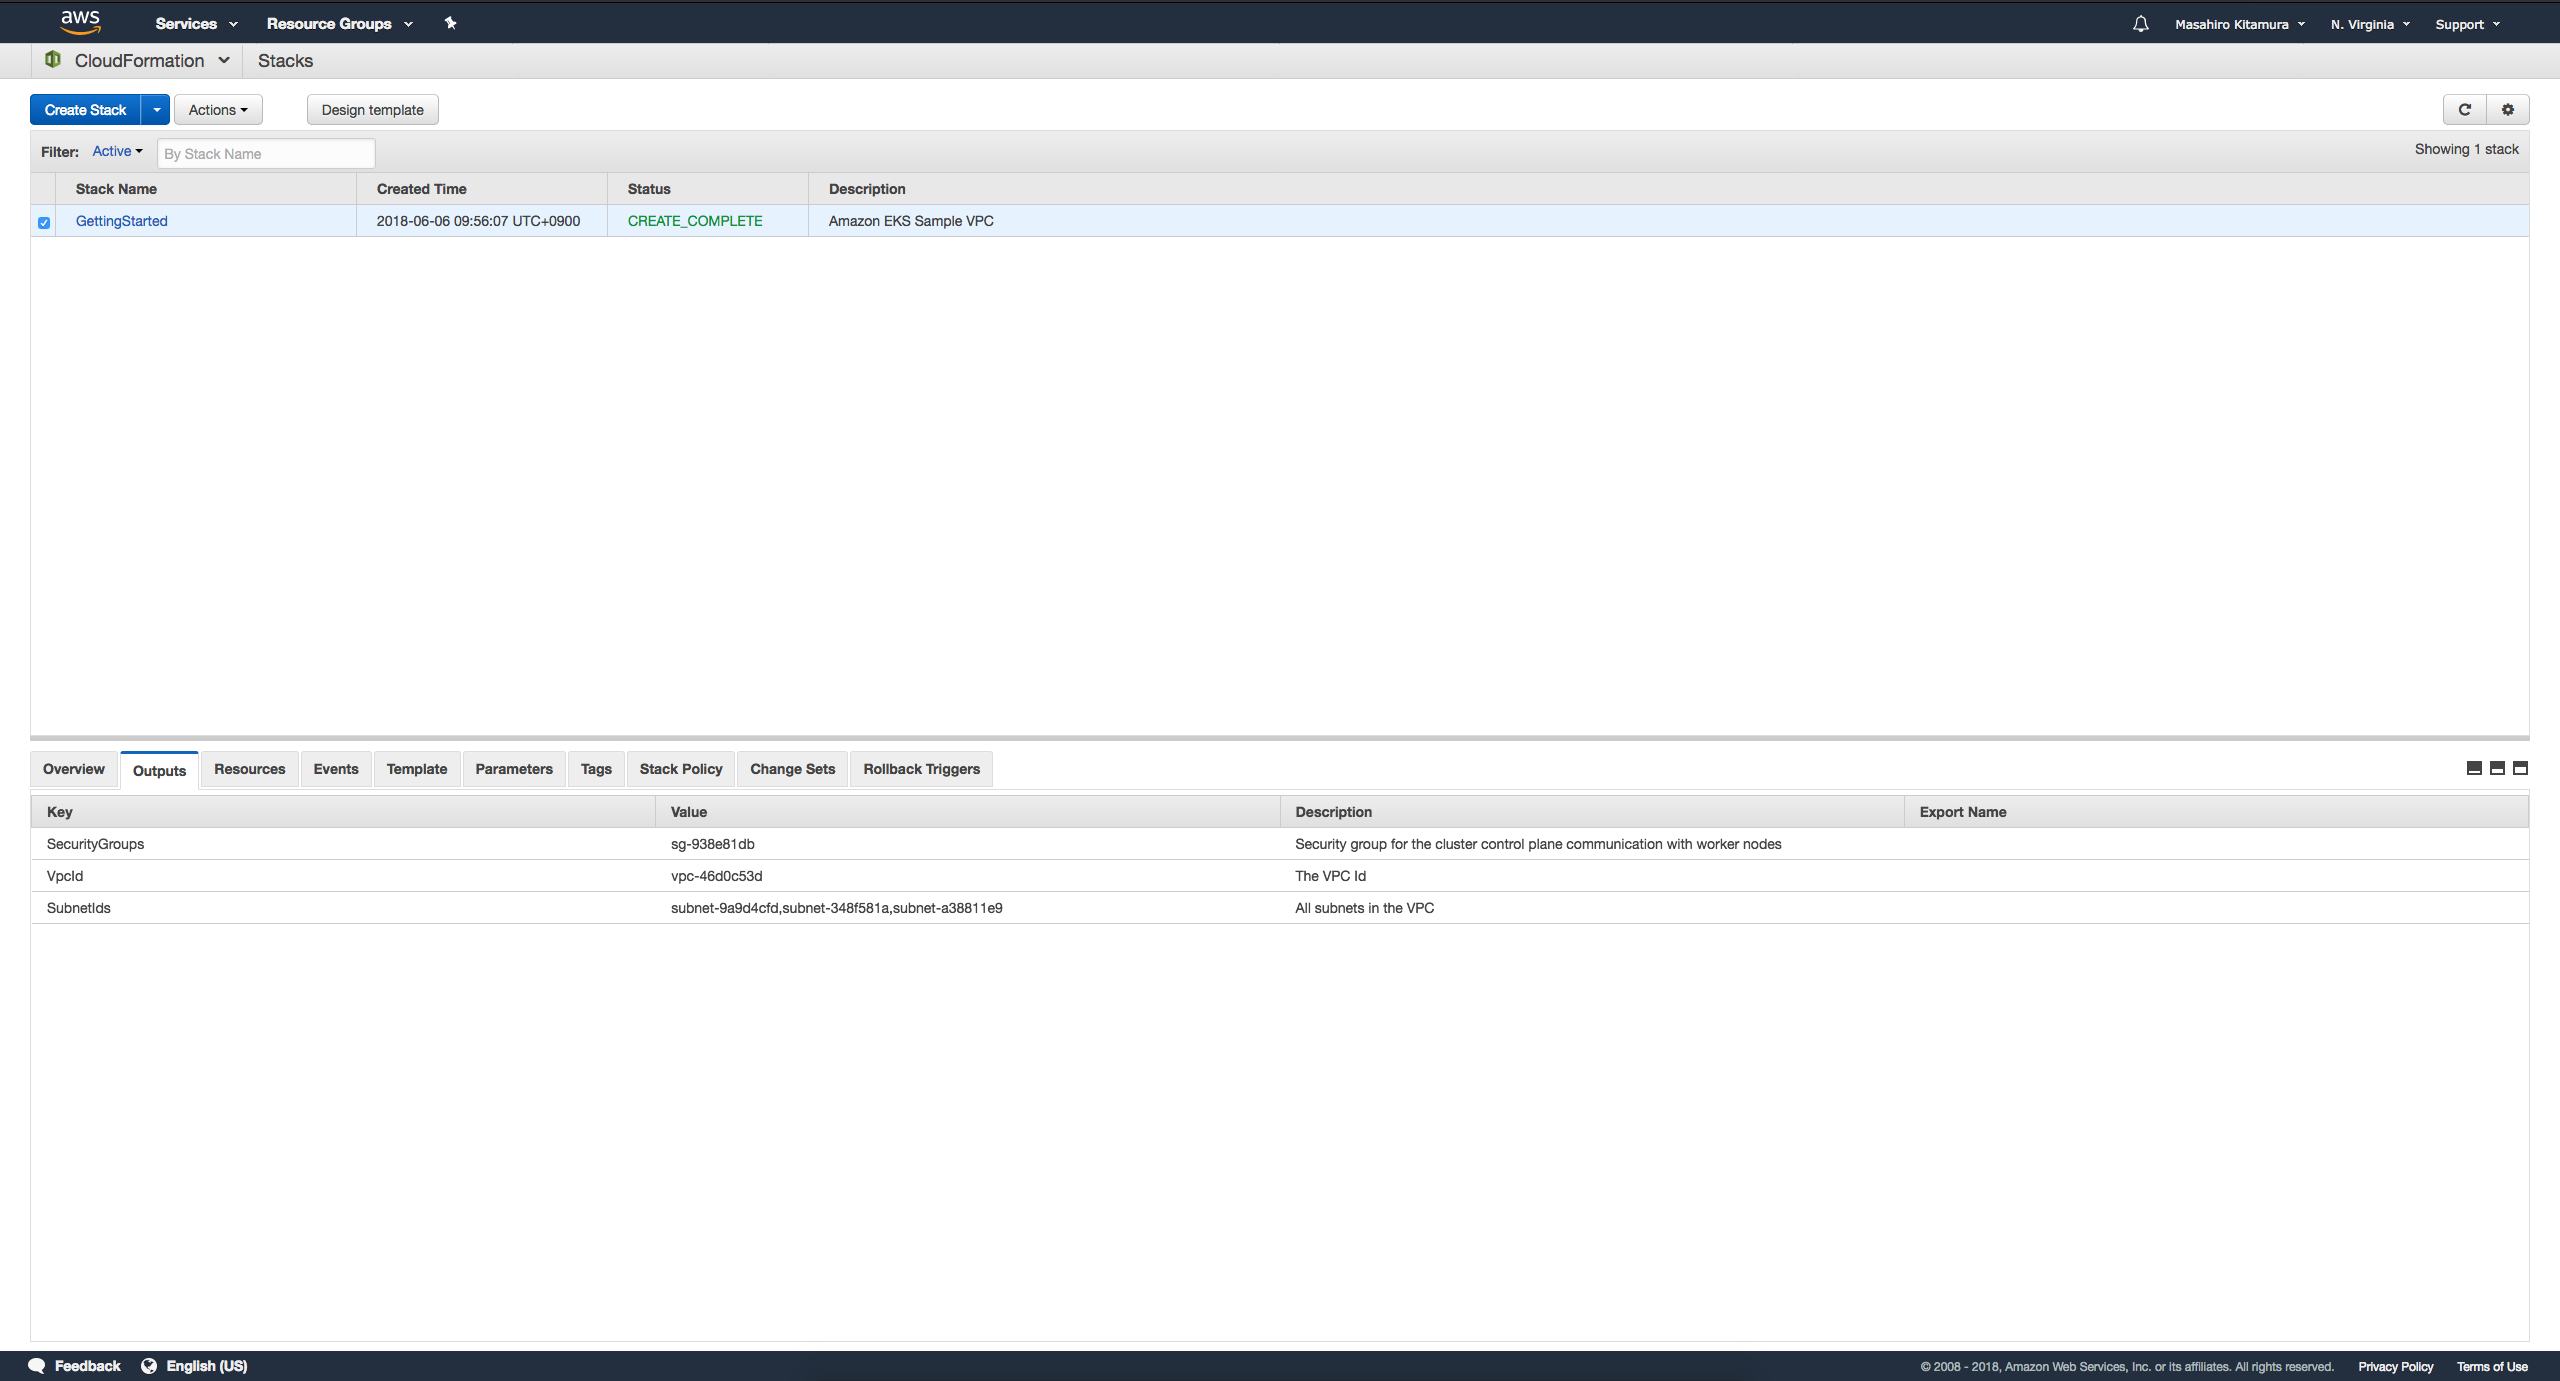 aws Services Resource Groups Masahiro Kitamura N. Virginia Support
CloudFormation Stacks
Create Stack Actions Design template
Filter: Active By Stack Name Showing 1 stack
Stack Name Created Time Status Description
GettingStarted 2018-06-06 09:56:07 UTC+0900 CREATE_COMPLETE Amazon EKS Sample VPC
Overview Outputs Resources Events Template Parameters Tags Stack Policy Change Sets Rollback Triggers
Key Value Description Export Name
SecurityGroups sg-938e81db Security group for the cluster control plane communication with worker nodes
VpcId vpc-46d0c53d The VPC Id
SubnetIds subnet-9a9d4cfd,subnet-348f581a,subnet-a38811e9 All subnets in the VPC
Feedback English (US) © 2008 - 2018, Amazon Web Services, Inc. or its affiliates. All rights reserved. Privacy Policy Terms of Use